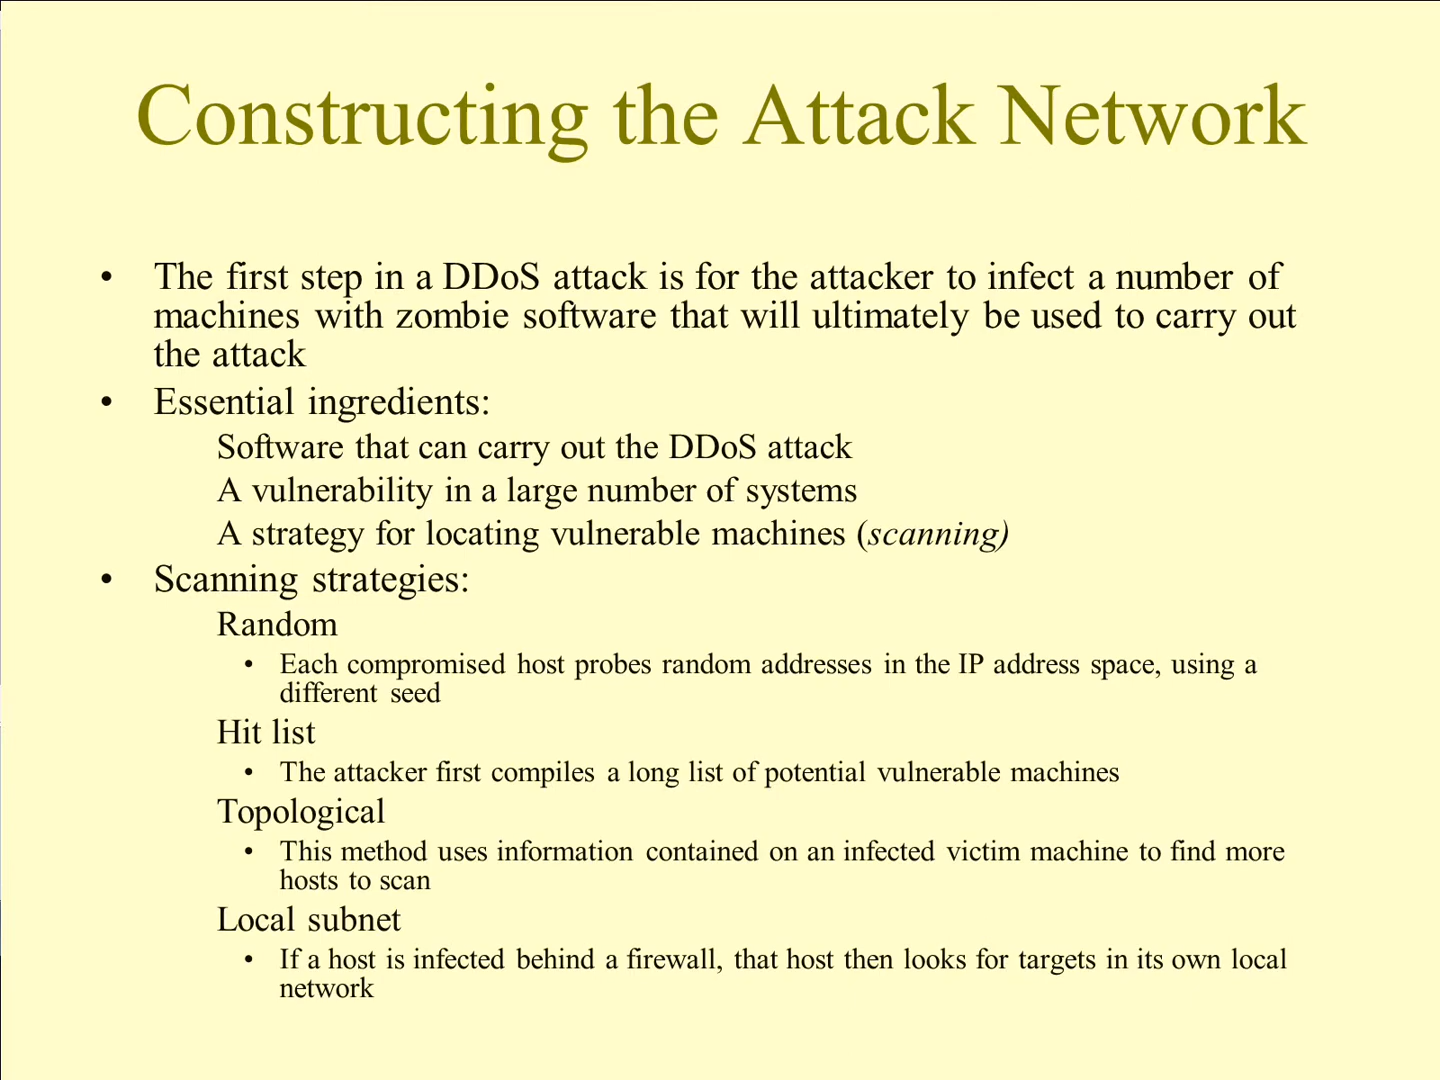 Constructing the Attack Network
• The first step in a DDoS attack is for the attacker to infect a number of
machines with zombie software that will ultimately be used to carry out
the attack
• Essential ingredients:
Software that can carry out the DDoS attack
A vulnerability in a large number of systems
A strategy for locating vulnerable machines (scanning)
• Scanning strategies:
Random
• Each compromised host probes random addresses in the IP address space, using a
different seed
Hit list
• The attacker first compiles a long list of potential vulnerable machines
Topological
• This method uses information contained on an infected victim machine to find more
hosts to scan
Local subnet
• If a host is infected behind a firewall, that host then looks for targets in its own local
network